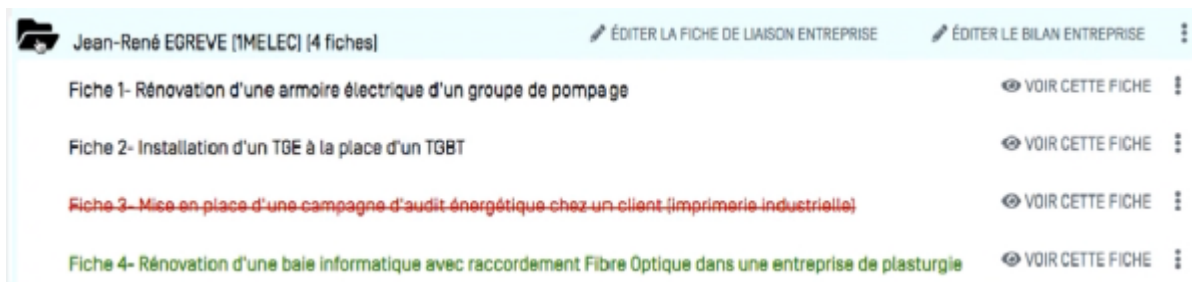 Jean-René EGREVE [1MELEC] [4 fiches] ÉDITER LA FICHE DE LIAISON ENTREPRISE ÉDITER LE BILAN ENTREPRISE
Fiche 1- Rénovation d'une armoire électrique d'un groupe de pompage VOIR CETTE FICHE
Fiche 2- Installation d'un TGE à la place d'un TGBT VOIR CETTE FICHE
Fiche 3- Mise en place d'une campagne d'audit énergétique chez un client (imprimerie industrielle) VOIR CETTE FICHE
Fiche 4- Rénovation d'une baie informatique avec raccordement Fibre Optique dans une entreprise de plasturgie VOIR CETTE FICHE